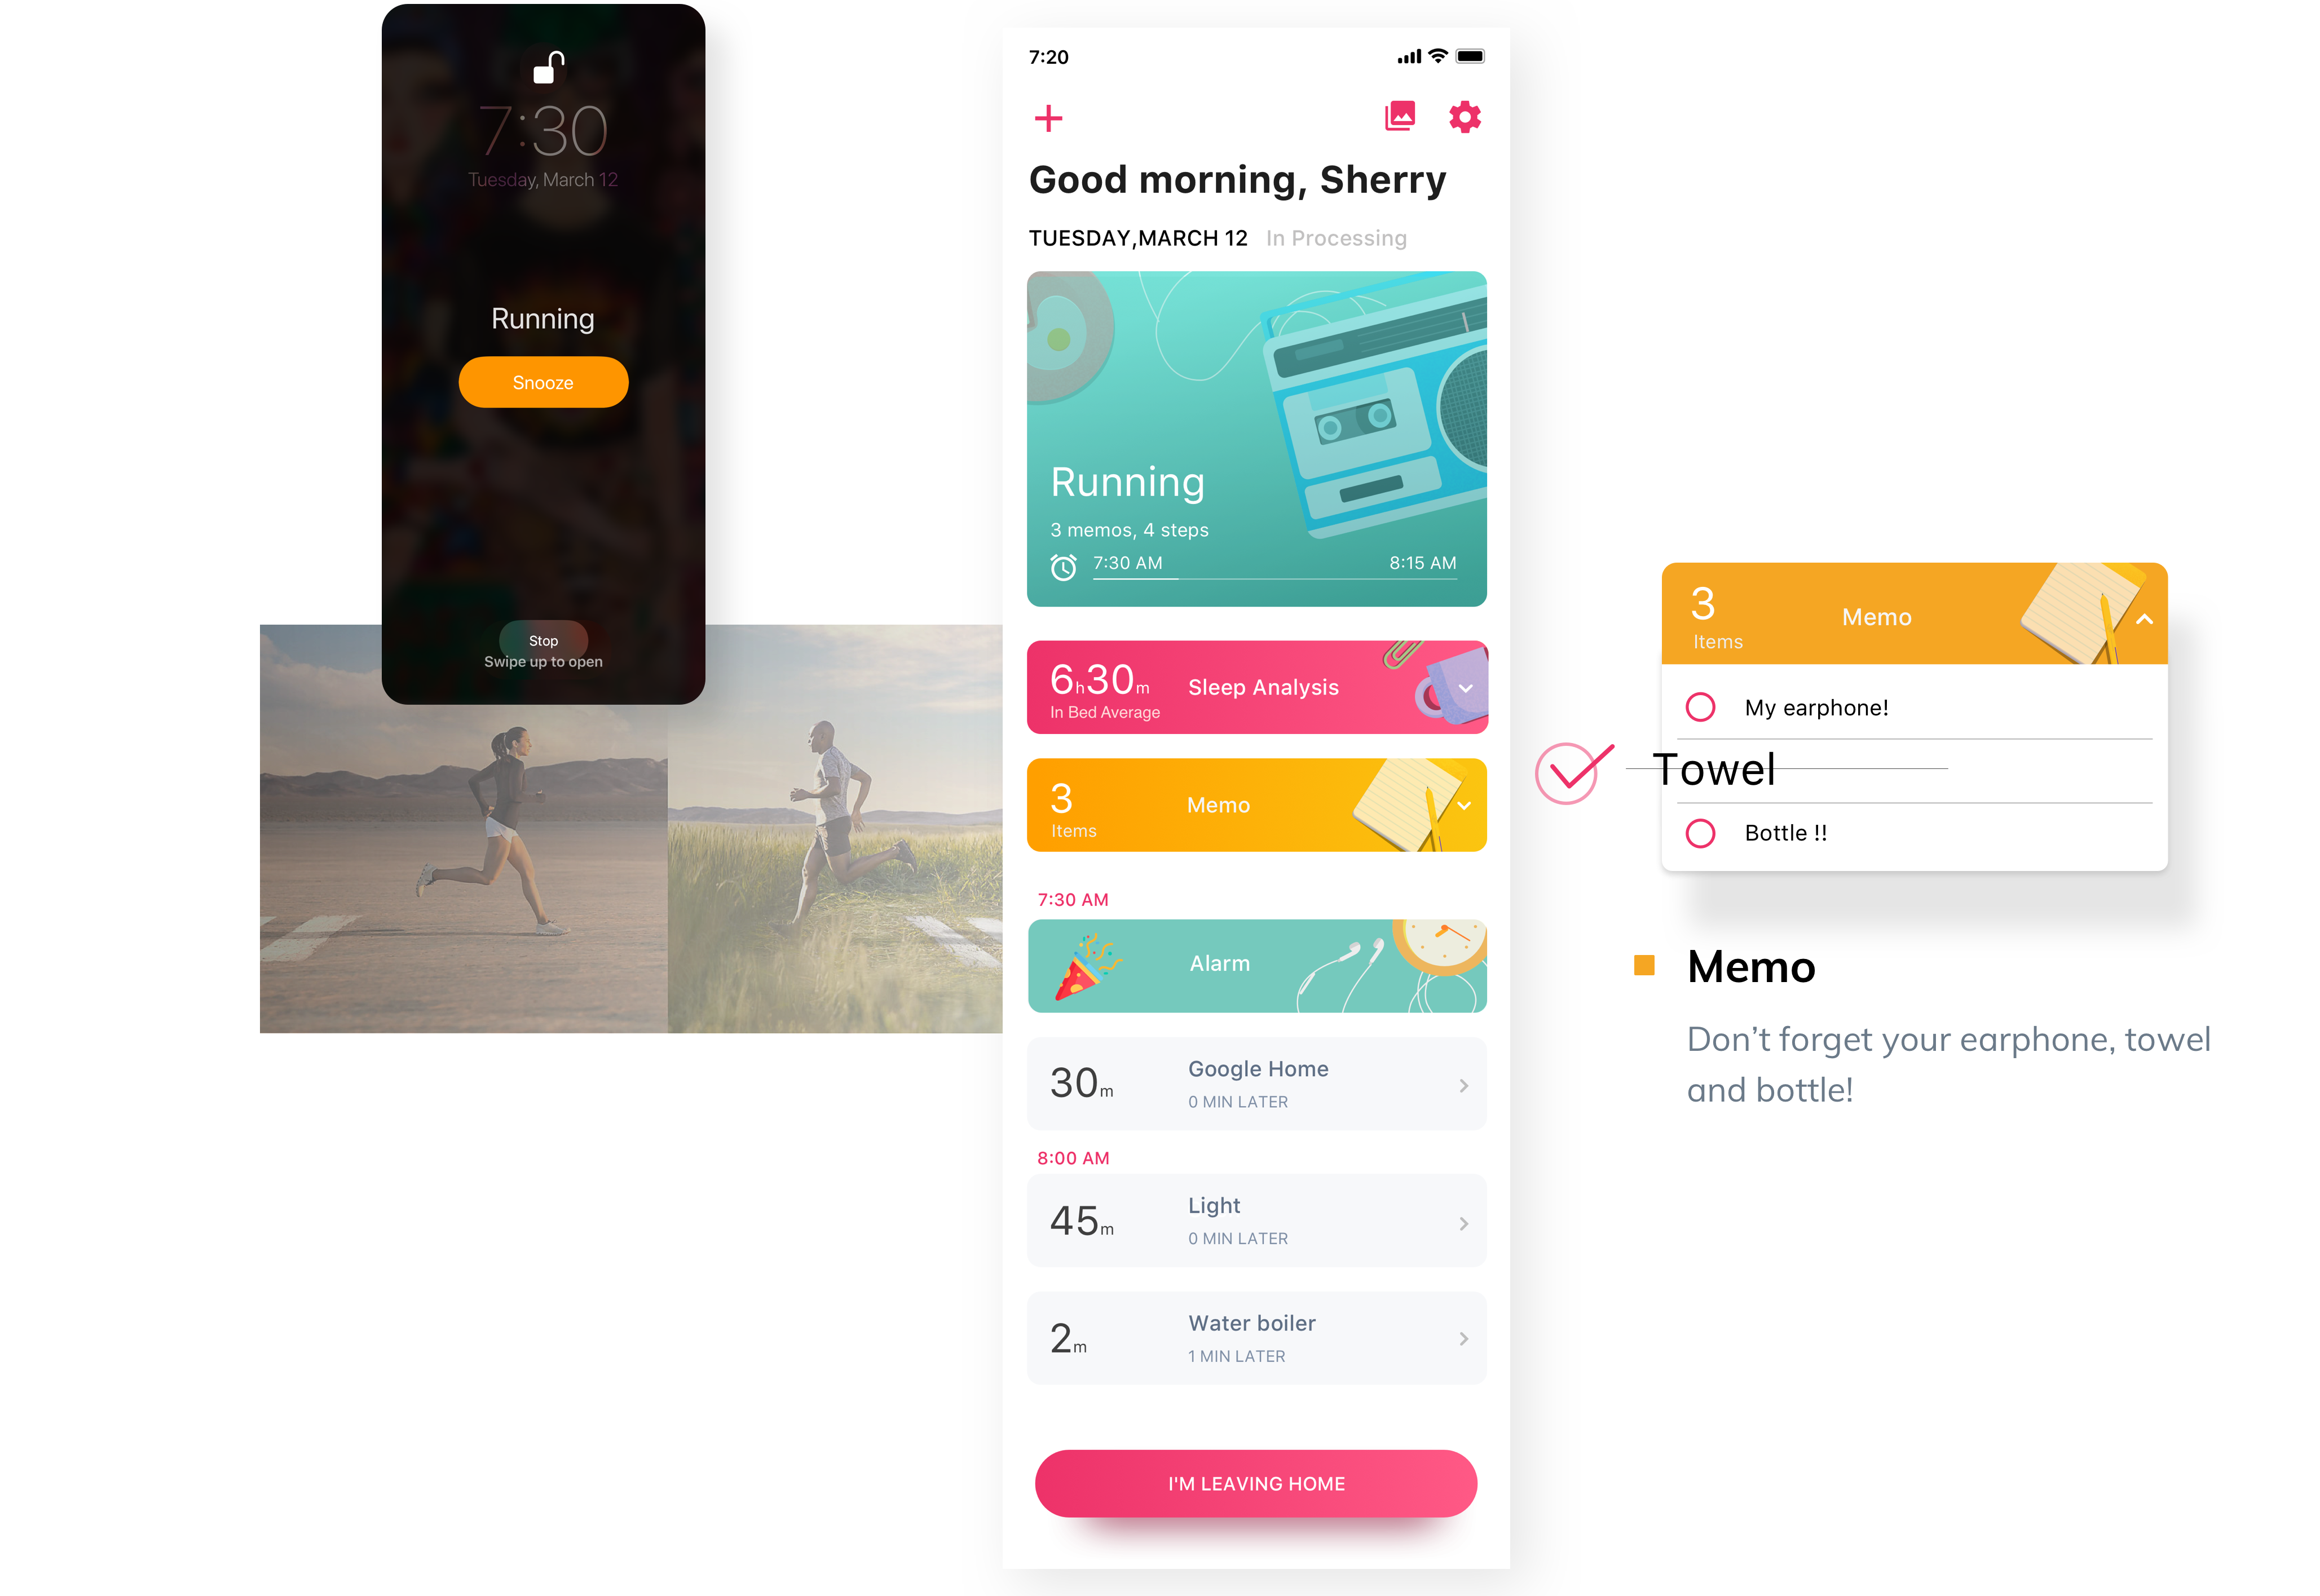 7:30
Tuesday, March 12
Running
Snooze
Stop
Swipe up to open
7:20
Good morning, Sherry
TUESDAY,MARCH 12 In Processing
Running
3 memos, 4 steps
7:30 AM 8:15 AM
6h30m
In Bed Average
Sleep Analysis
3
Items
Memo
7:30 AM
Alarm
30m
Google Home
0 MIN LATER
8:00 AM
45m
Light
0 MIN LATER
2m
Water boiler
1 MIN LATER
I'M LEAVING HOME
3
Items
Memo
My earphone!
Towel
Bottle !!
Memo
Don’t forget your earphone, towel
and bottle!